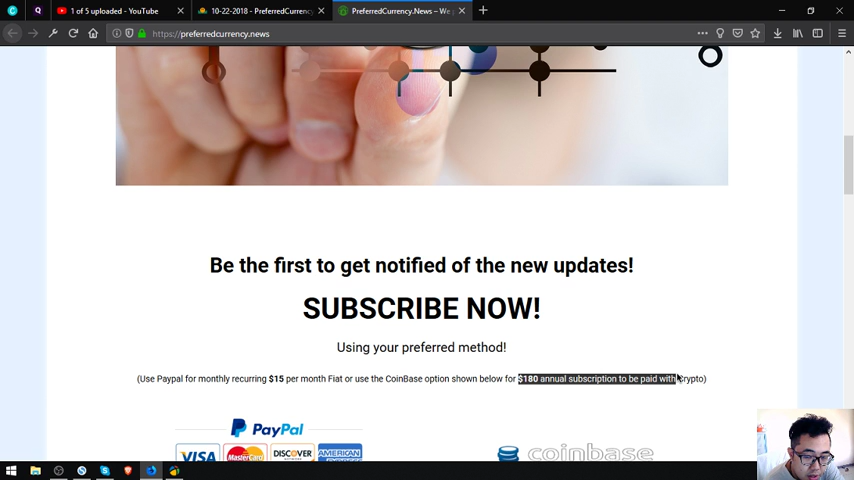 1 of 5 uploaded - YouTube
10-22-2018 - PreferredCurrency.
PreferredCurrency.News – We
https://preferredcurrency.news
Be the first to get notified of the new updates!
SUBSCRIBE NOW!
Using your preferred method!
(Use Paypal for monthly recurring $15 per month Fiat or use the CoinBase option shown below for $180 annual subscription to be paid with Crypto)
PayPal
coinbase
VISA MasterCard DISCOVER AMERICAN